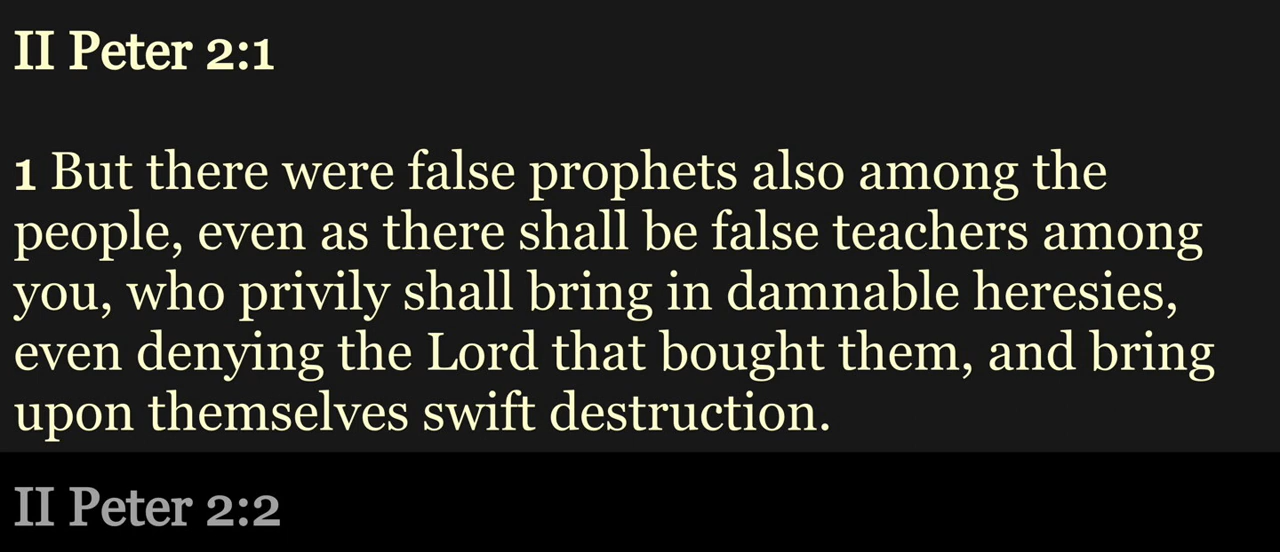 II Peter 2:1
1 But there were false prophets also among the
people, even as there shall be false teachers among
you, who privily shall bring in damnable heresies,
even denying the Lord that bought them, and bring
upon themselves swift destruction.
II Peter 2:2